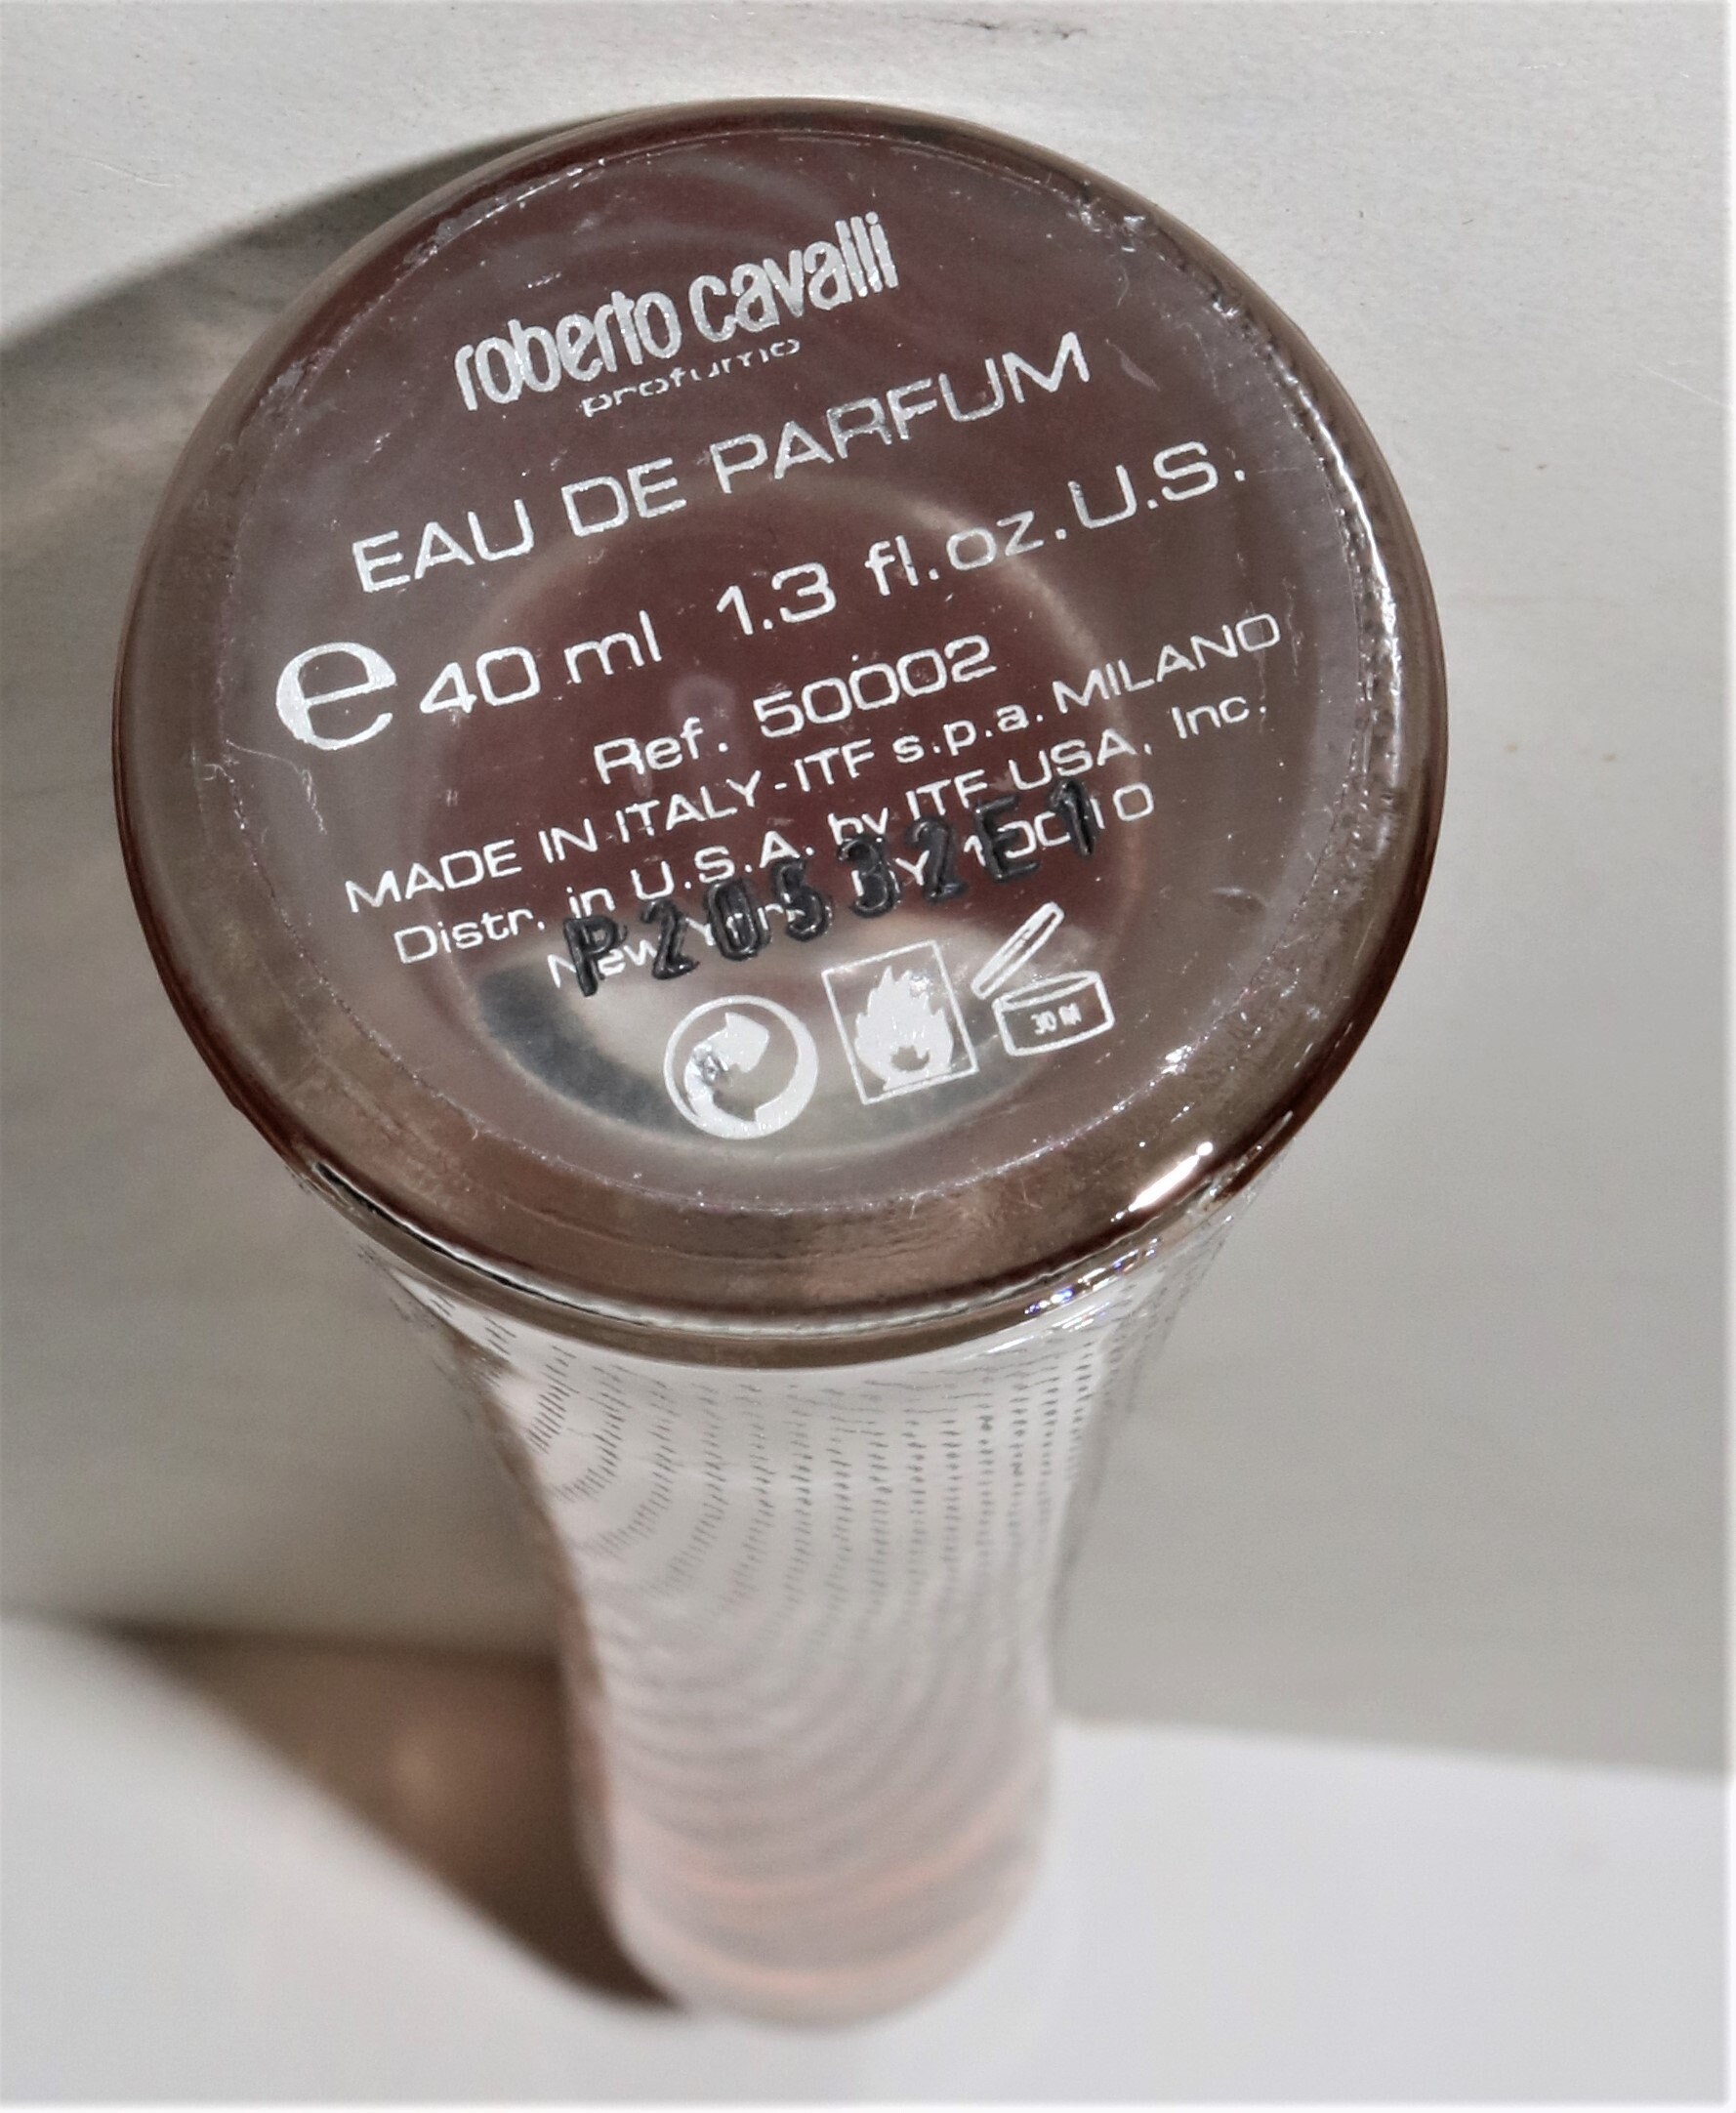 roberto cavalli
profumo
EAU DE PARFUM
e 40 ml 1.3 fl.oz.U.S.
Ref. 50002
MADE IN ITALY-ITF s.p.a. MILANO
Distr. in U.S.A. by ITF USA, Inc.
New York NY 10010
P20532E1
30 M